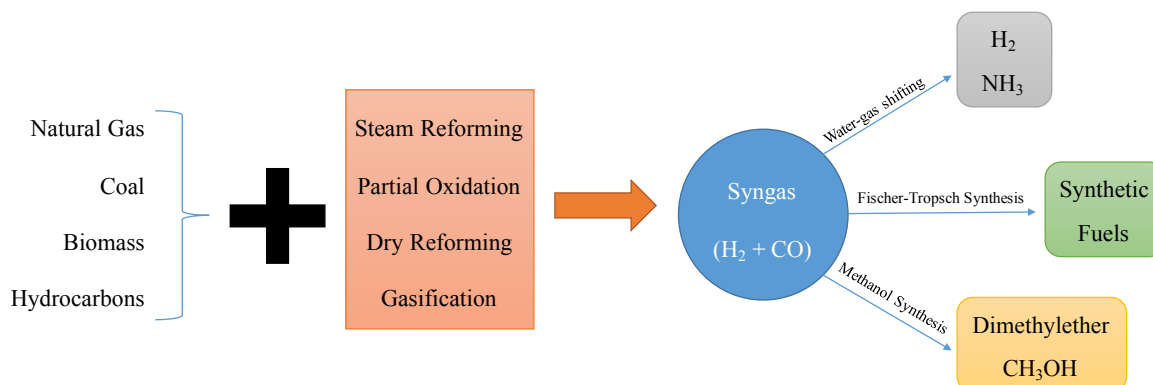 Natural Gas
Coal
Biomass
Hydrocarbons
Steam Reforming
Partial Oxidation
Dry Reforming
Gasification
Syngas
(H₂ + CO)
Water-gas shifting
H₂
NH₃
Fischer-Tropsch Synthesis
Synthetic
Fuels
Methanol Synthesis
Dimethylether
CH₃OH